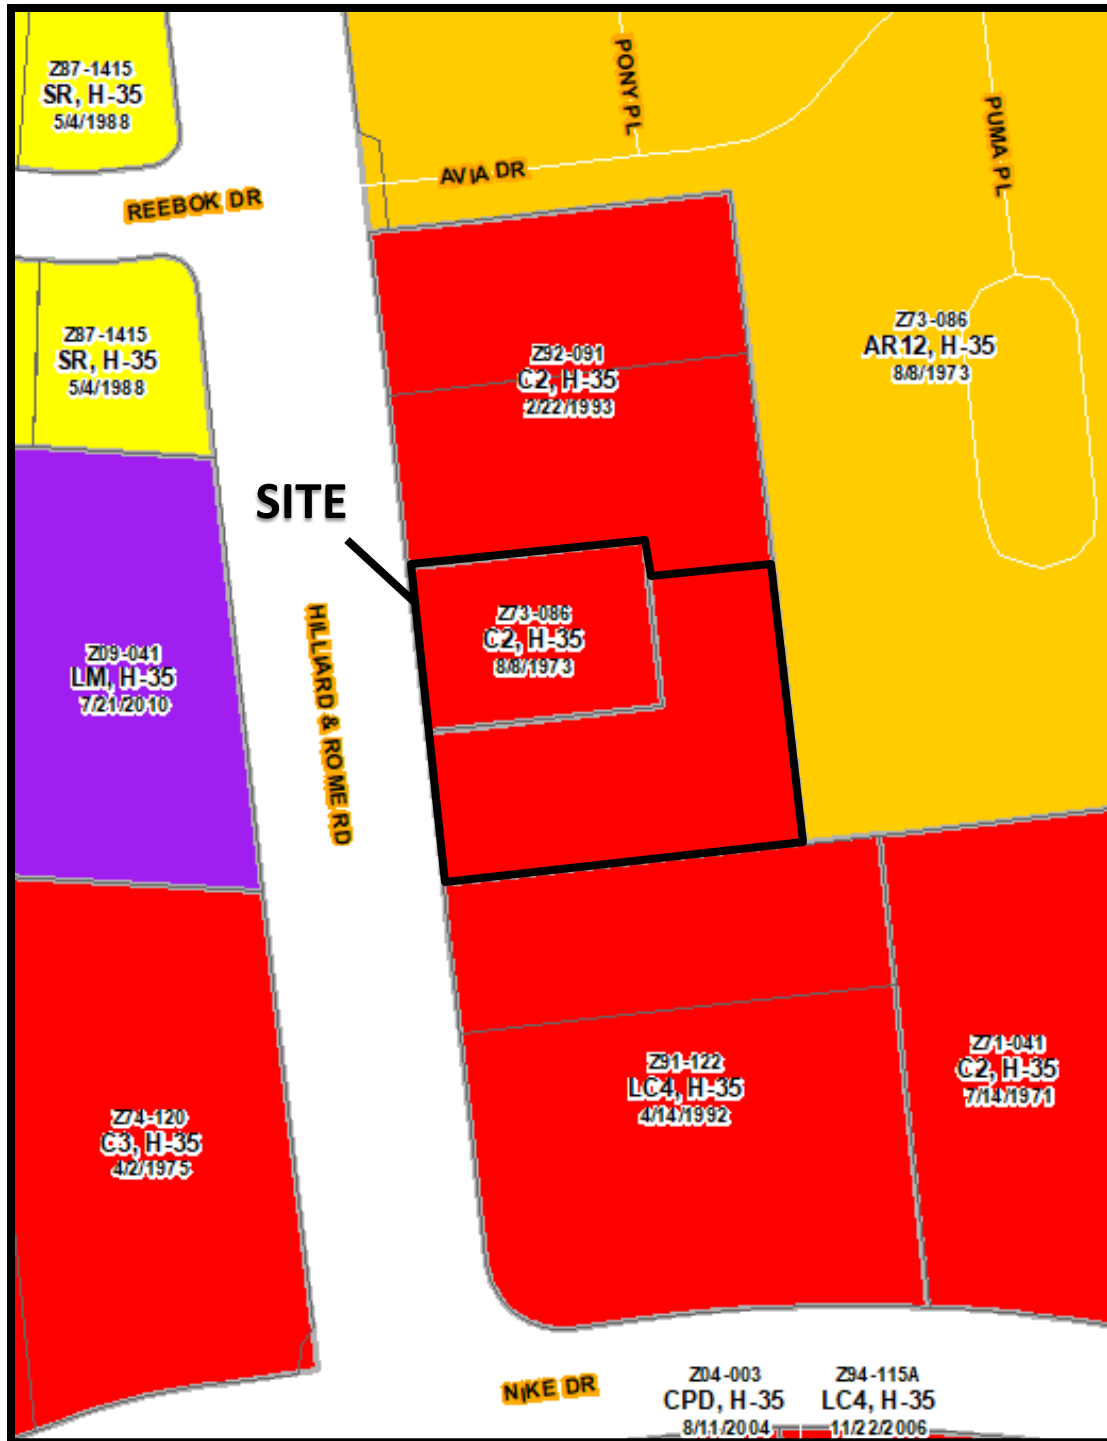 Z87-1415
SR, H-35
5/4/1988
PONY PL
PUMA PL
AVIA DR
REEBOK DR
Z87-1415
SR, H-35
5/4/1988
Z92-091
C2, H-35
2/22/1993
Z73-086
AR12, H-35
8/8/1973
SITE
Z73-086
C2, H-35
8/8/1973
HILLIARD & ROME RD
Z09-041
LM, H-35
7/21/2010
Z91-122
LC4, H-35
4/14/1992
Z71-041
C2, H-35
7/14/1971
Z74-120
C3, H-35
4/2/1975
NIKE DR
Z04-003
CPD, H-35
8/11/2004
Z94-115A
LC4, H-35
11/22/2006